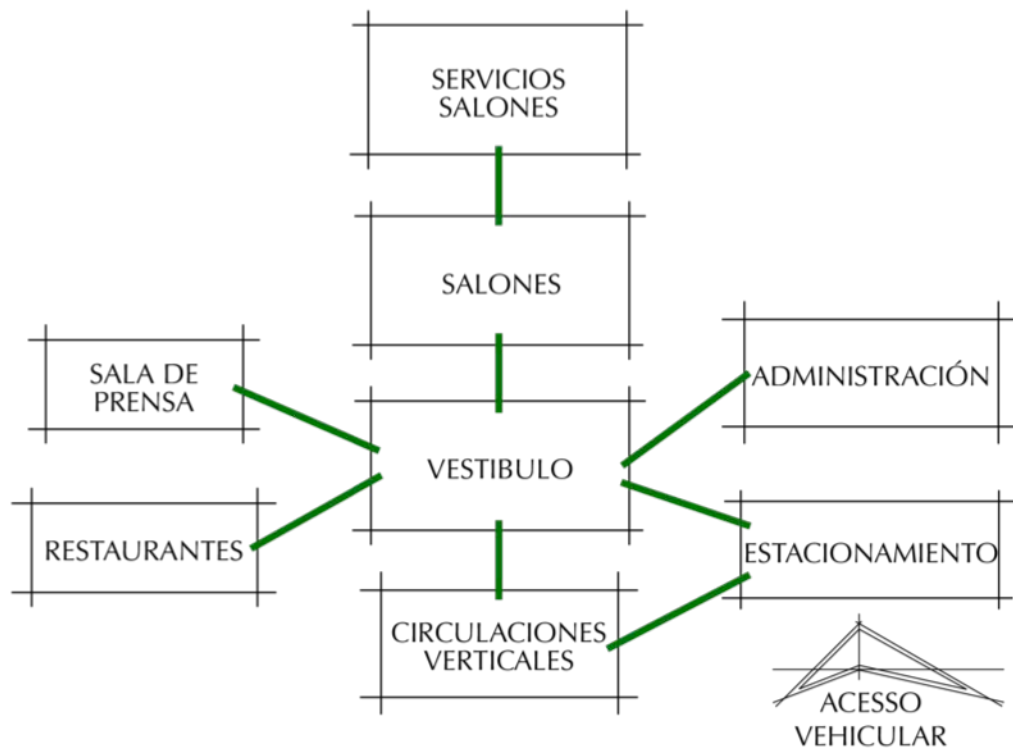 SERVICIOS
SALONES
SALONES
SALA DE
PRENSA
ADMINISTRACIÓN
VESTIBULO
RESTAURANTES
ESTACIONAMIENTO
CIRCULACIONES
VERTICALES
ACESSO
VEHICULAR